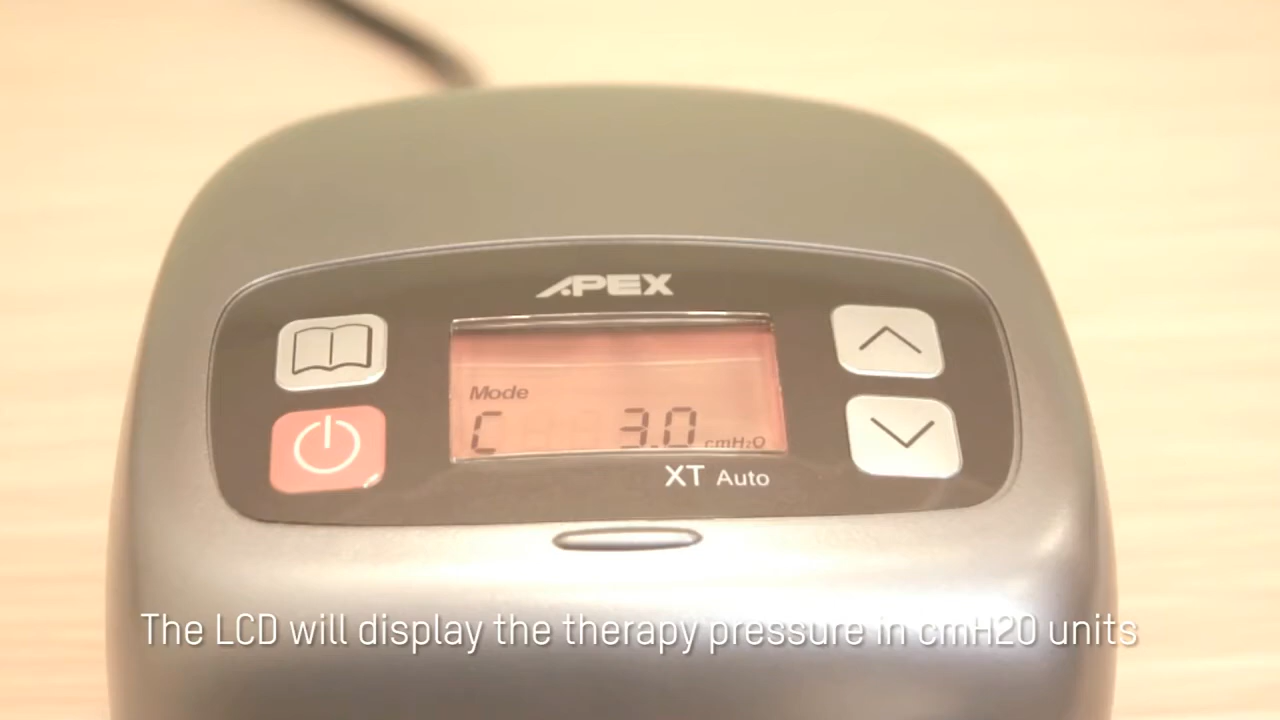 APEX
Mode
C 3.0 cmH₂O
XT Auto
The LCD will display the therapy pressure in cmH20 units